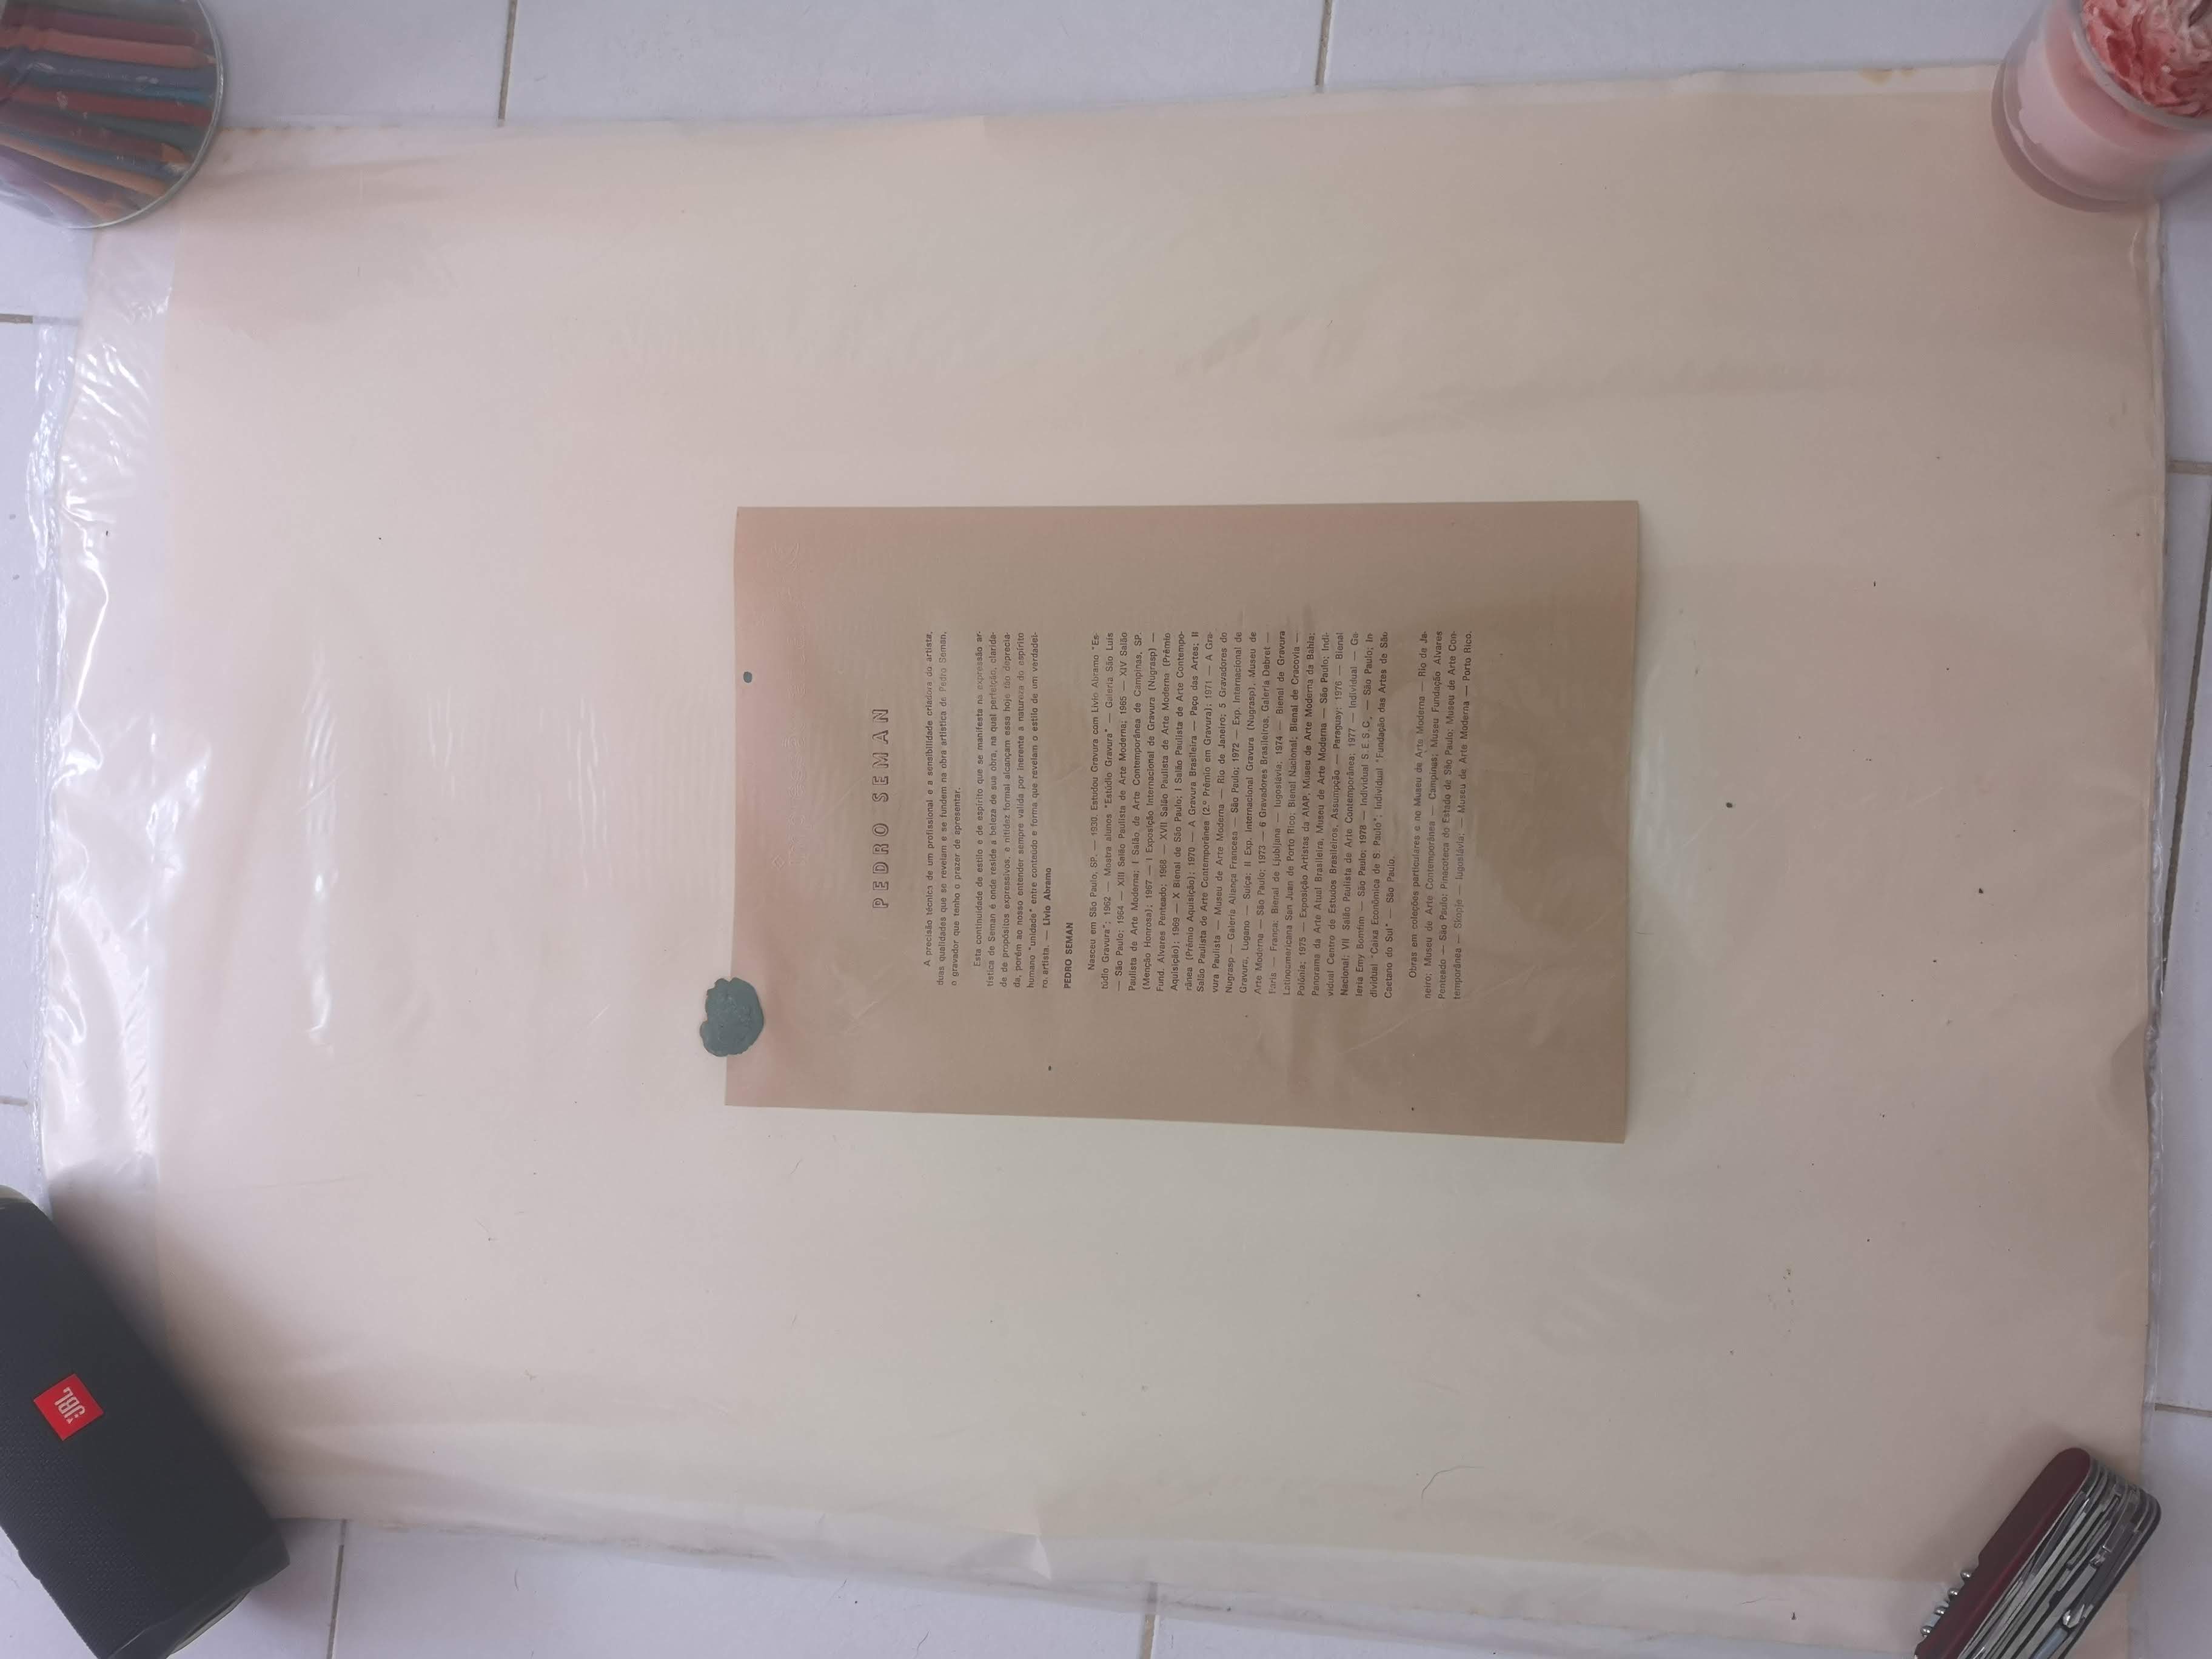 JBL
PEDRO SEMAN
A precisão técnica de um profissional e a sensibilidade criadora do artista,
duas qualidades que se revelam e se fundem na obra artística de Pedro Seman,
o gravador que tenho o prazer de apresentar.
Esta continuidade de estilo e de espírito que se manifesta na expressão ar-
tística de Seman é onde reside a beleza de sua obra, na qual perfeição, clarida-
de de propósitos expressivos, e nitidez formal alcançam essa hoje tão deprecia-
da, porém ao nosso entender sempre valida por inerente a natureza do espírito
humano "unidade" entre conteúdo e forma que revelam o estilo de um verdadei-
ro. artista. — Livio Abramo
PEDRO SEMAN
Nasceu em São Paulo, SP. — 1930. Estudou Gravura com Livio Abramo "Es-
túdio Gravura"; 1962 — Mostra alunos "Estúdio Gravura" — Galeria São Luís
— São Paulo; 1964 — XIII Salão Paulista de Arte Moderna; 1965 — XIV Salão
Paulista de Arte Moderna; I Salão de Arte Contemporânea de Campinas, SP.
(Menção Honrosa); 1967 — I Exposição Internacional de Gravura (Nugrasp) —
Fund. Alvares Penteado; 1968 — XVII Salão Paulista de Arte Moderna (Prêmio
Aquisição); 1969 — X Bienal de São Paulo; I Salão Paulista de Arte Contempo-
rânea (Prêmio Aquisição); 1970 — A Gravura Brasileira — Paço das Artes; II
Salão Paulista de Arte Contemporânea (2.º Prêmio em Gravura); 1971 — A Gra-
vura Paulista — Museu de Arte Moderna — Rio de Janeiro; 5 Gravadores do
Nugrasp — Galeria Aliança Francesa — São Paulo; 1972 — Exp. Internacional de
Gravura, Lugano — Suíça; II Exp. Internacional Gravura (Nugrasp), Museu de
Arte Moderna — São Paulo; 1973 — 6 Gravadores Brasileiros, Galeria Debret —
Paris — França; Bienal de Ljubljana — Iugoslávia; 1974 — Bienal de Gravura
Latinoamericana San Juan de Porto Rico; Bienal Nacional; Bienal de Cracovia —
Polônia; 1975 — Exposição Artistas da AIAP, Museu de Arte Moderna da Bahia;
Panorama da Arte Atual Brasileira, Museu de Arte Moderna — São Paulo; Indi-
vidual Centro de Estudos Brasileiros, Assumpção — Paraguay; 1976 — Bienal
Nacional; VII Salão Paulista de Arte Contemporânea; 1977 — Individual — Ga-
leria Emy Bomfim — São Paulo; 1978 — Individual S.E.S.C. — São Paulo; In-
dividual "Caixa Econômica de S. Paulo"; Individual "Fundação das Artes de São
Caetano do Sul" — São Paulo.
Obras em coleções particulares e no Museu de Arte Moderna — Rio de Ja-
neiro; Museu de Arte Contemporânea — Campinas; Museu Fundação Alvares
Penteado — São Paulo; Pinacoteca do Estado de São Paulo; Museu de Arte Con-
temporânea — Skopje — Iugoslávia; — Museu de Arte Moderna — Porto Rico.